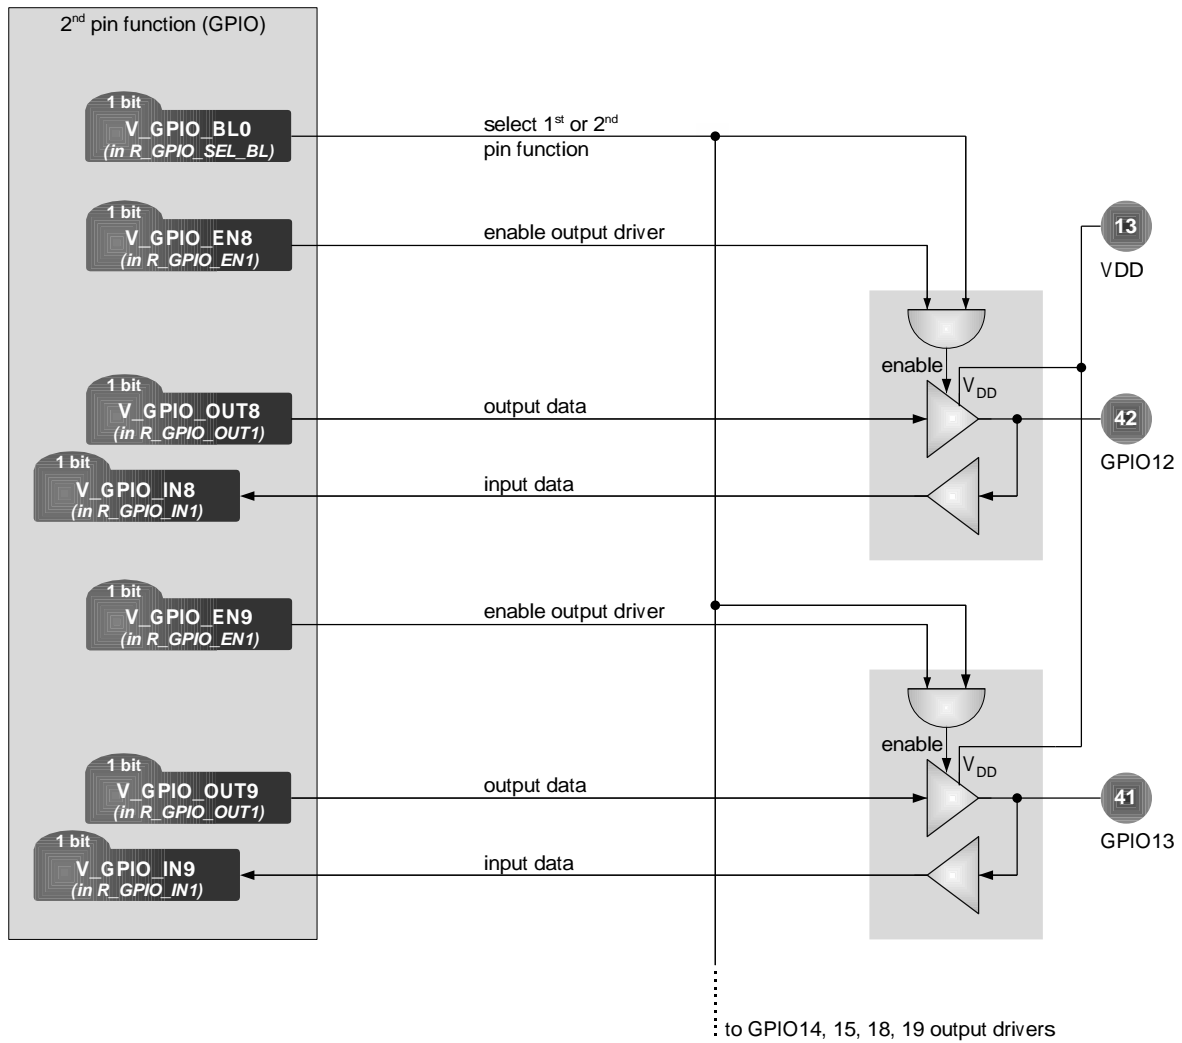 2nd pin function (GPIO)
1 bit
V_GPIO_BL0
(in R_GPIO_SEL_BL)
select 1st or 2nd
pin function
1 bit
V_GPIO_EN8
(in R_GPIO_EN1)
enable output driver
13
VDD
enable
VDD
1 bit
V_GPIO_OUT8
(in R_GPIO_OUT1)
output data
42
GPIO12
1 bit
V_GPIO_IN8
(in R_GPIO_IN1)
input data
1 bit
V_GPIO_EN9
(in R_GPIO_EN1)
enable output driver
enable
VDD
1 bit
V_GPIO_OUT9
(in R_GPIO_OUT1)
output data
41
GPIO13
1 bit
V_GPIO_IN9
(in R_GPIO_IN1)
input data
to GPIO14, 15, 18, 19 output drivers